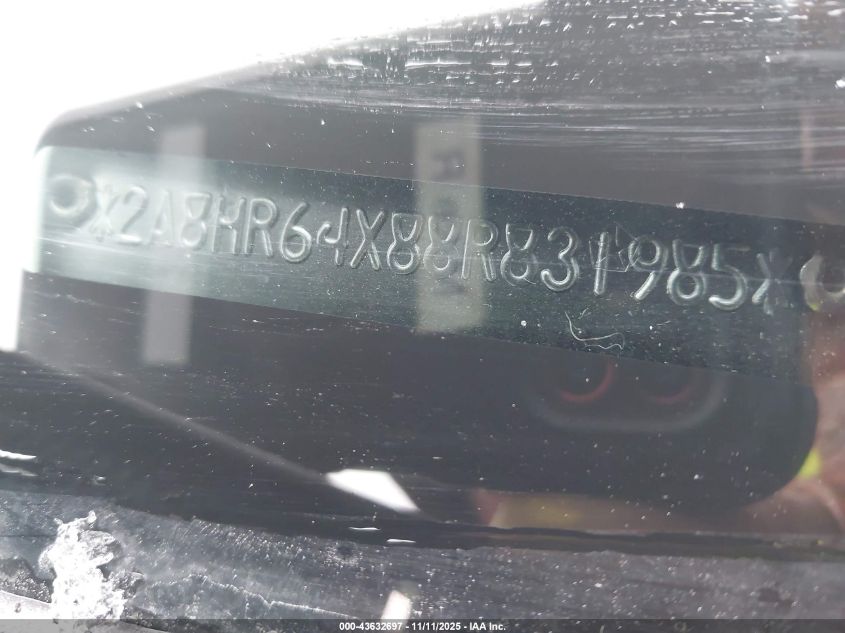 *2A8HR64X88R831985*
000-43632697 - 11/11/2025 - IAA Inc.